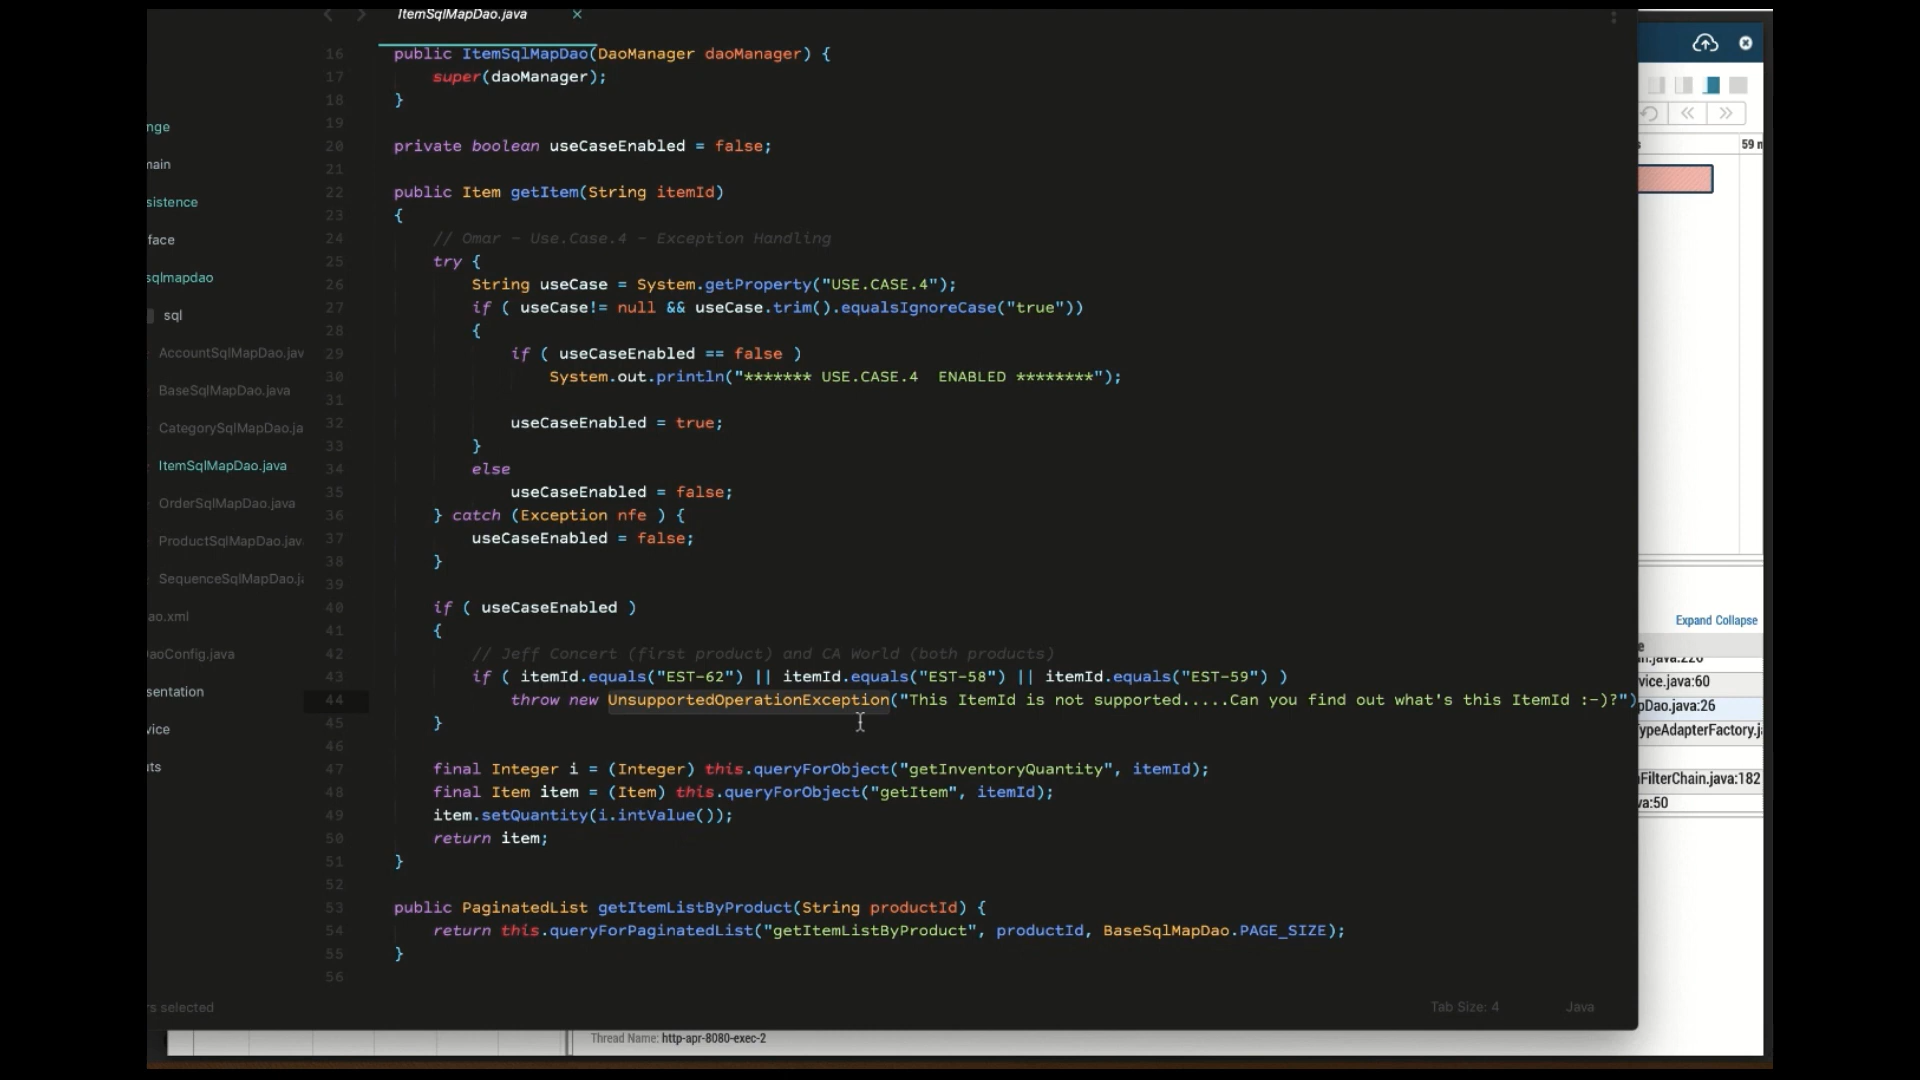 ItemSqlMapDao.java
16 public ItemSqlMapDao(DaoManager daoManager) {
17 super(daoManager);
18 }
19
20 private boolean useCaseEnabled = false;
21
22 public Item getItem(String itemId)
23 {
24 // Omar - Use.Case.4 - Exception Handling
25 try {
26 String useCase = System.getProperty("USE.CASE.4");
27 if ( useCase!= null && useCase.trim().equalsIgnoreCase("true"))
28 {
29 if ( useCaseEnabled == false )
30 System.out.println("******* USE.CASE.4  ENABLED ********");
31
32 useCaseEnabled = true;
33 }
34 else
35 useCaseEnabled = false;
36 } catch (Exception nfe ) {
37 useCaseEnabled = false;
38 }
39
40 if ( useCaseEnabled )
41 {
42 // Jeff Concert (first product) and CA World (both products)
43 if ( itemId.equals("EST-62") || itemId.equals("EST-58") || itemId.equals("EST-59") )
44 throw new UnsupportedOperationException("This ItemId is not supported.....Can you find out what's this ItemId :-)?")
45 }
46
47 final Integer i = (Integer) this.queryForObject("getInventoryQuantity", itemId);
48 final Item item = (Item) this.queryForObject("getItem", itemId);
49 item.setQuantity(i.intValue());
50 return item;
51 }
52
53 public PaginatedList getItemListByProduct(String productId) {
54 return this.queryForPaginatedList("getItemListByProduct", productId, BaseSqlMapDao.PAGE_SIZE);
55 }
56
nge
main
sistence
face
sqlmapdao
sql
AccountSqlMapDao.jav
BaseSqlMapDao.java
CategorySqlMapDao.ja
ItemSqlMapDao.java
OrderSqlMapDao.java
ProductSqlMapDao.jav
SequenceSqlMapDao.ja
ao.xml
DaoConfig.java
sentation
vice
ts
rs selected
Tab Size: 4
Java
59 m
Expand Collapse
e
n.java:226
vice.java:60
pDao.java:26
TypeAdapterFactory.j
nFilterChain.java:182
va:50
Thread Name: http-apr-8080-exec-2